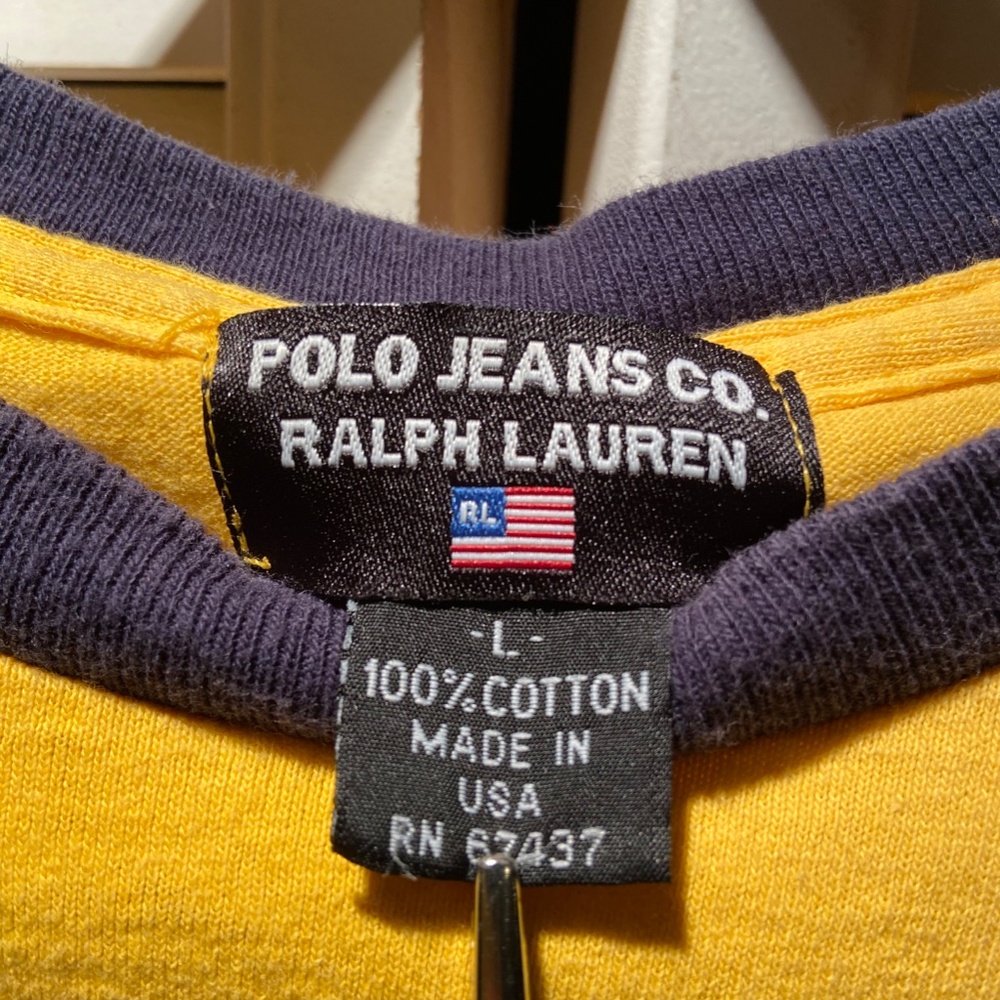 POLO JEANS CO.
RALPH LAUREN
RL
-L-
100% COTTON
MADE IN
USA
RN 67437